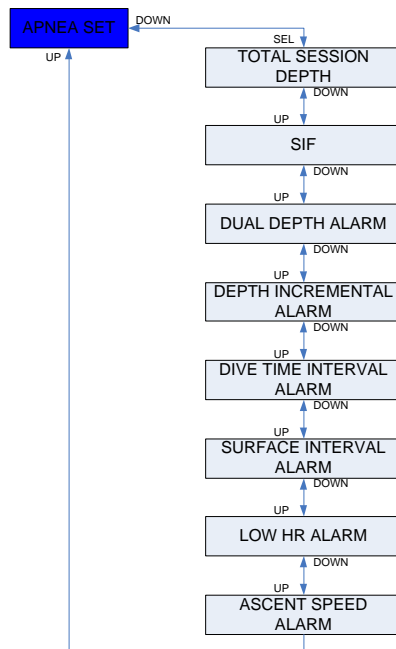 APNEA SET
DOWN
UP
SEL
TOTAL SESSION
DEPTH
DOWN
UP
SIF
DOWN
UP
DUAL DEPTH ALARM
DOWN
UP
DEPTH INCREMENTAL
ALARM
DOWN
UP
DIVE TIME INTERVAL
ALARM
DOWN
UP
SURFACE INTERVAL
ALARM
DOWN
UP
LOW HR ALARM
DOWN
UP
ASCENT SPEED
ALARM